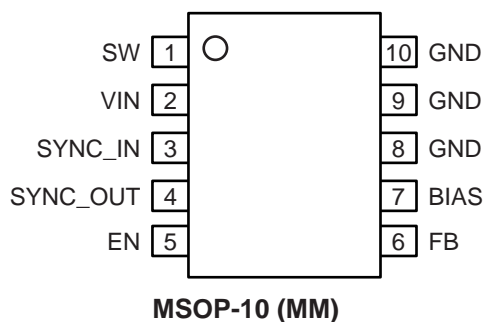 SW 1 10 GND
VIN 2 9 GND
SYNC_IN 3 8 GND
SYNC_OUT 4 7 BIAS
EN 5 6 FB
MSOP-10 (MM)